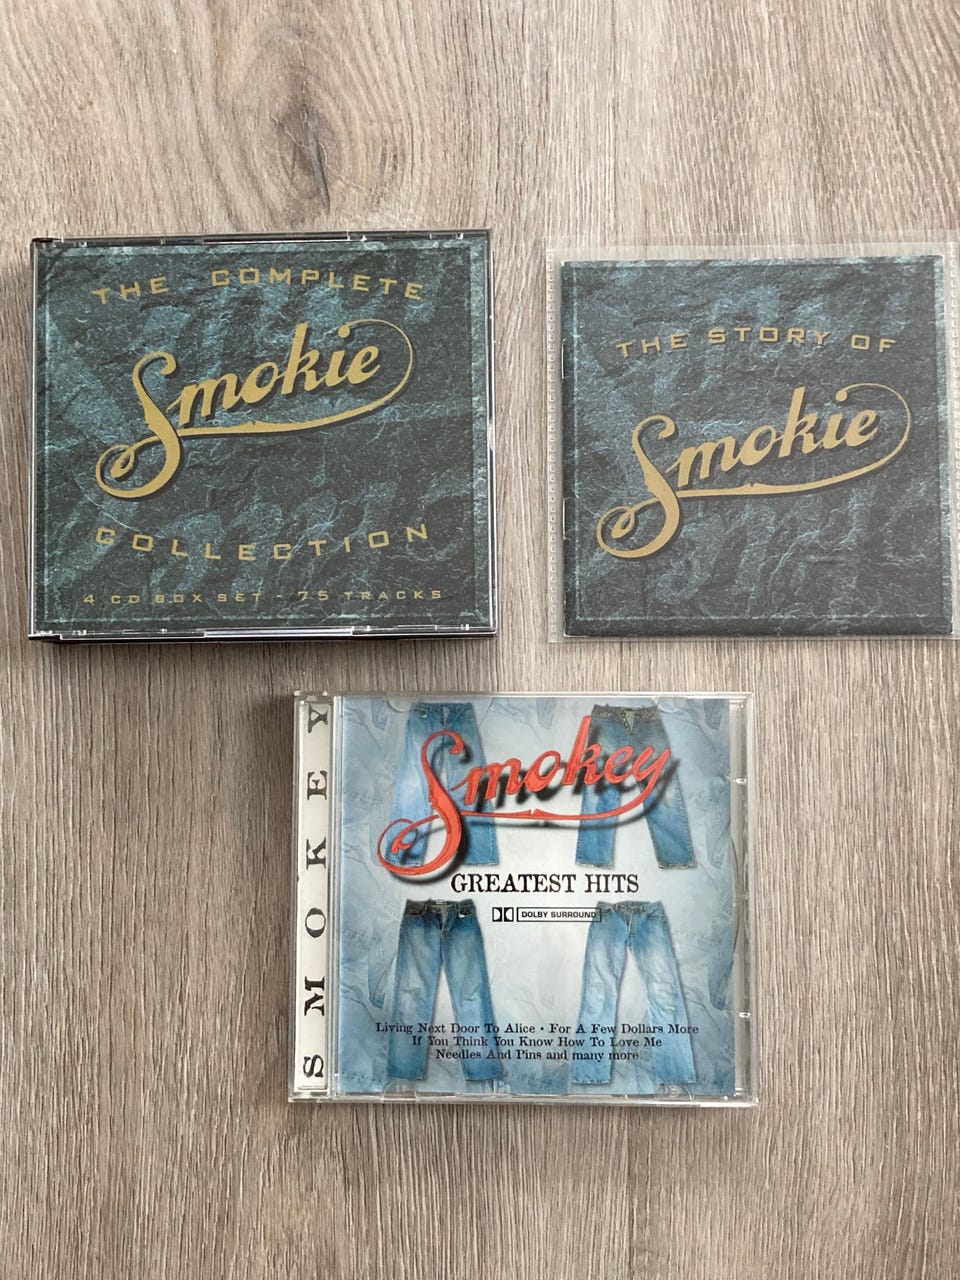 THE COMPLETE
Smokie
COLLECTION
4 CD BOX SET - 75 TRACKS
THE STORY OF
Smokie
SMOKEY
Smokey
GREATEST HITS
DOLBY SURROUND
Living Next Door To Alice • For A Few Dollars More
If You Think You Know How To Love Me
Needles And Pins and many more